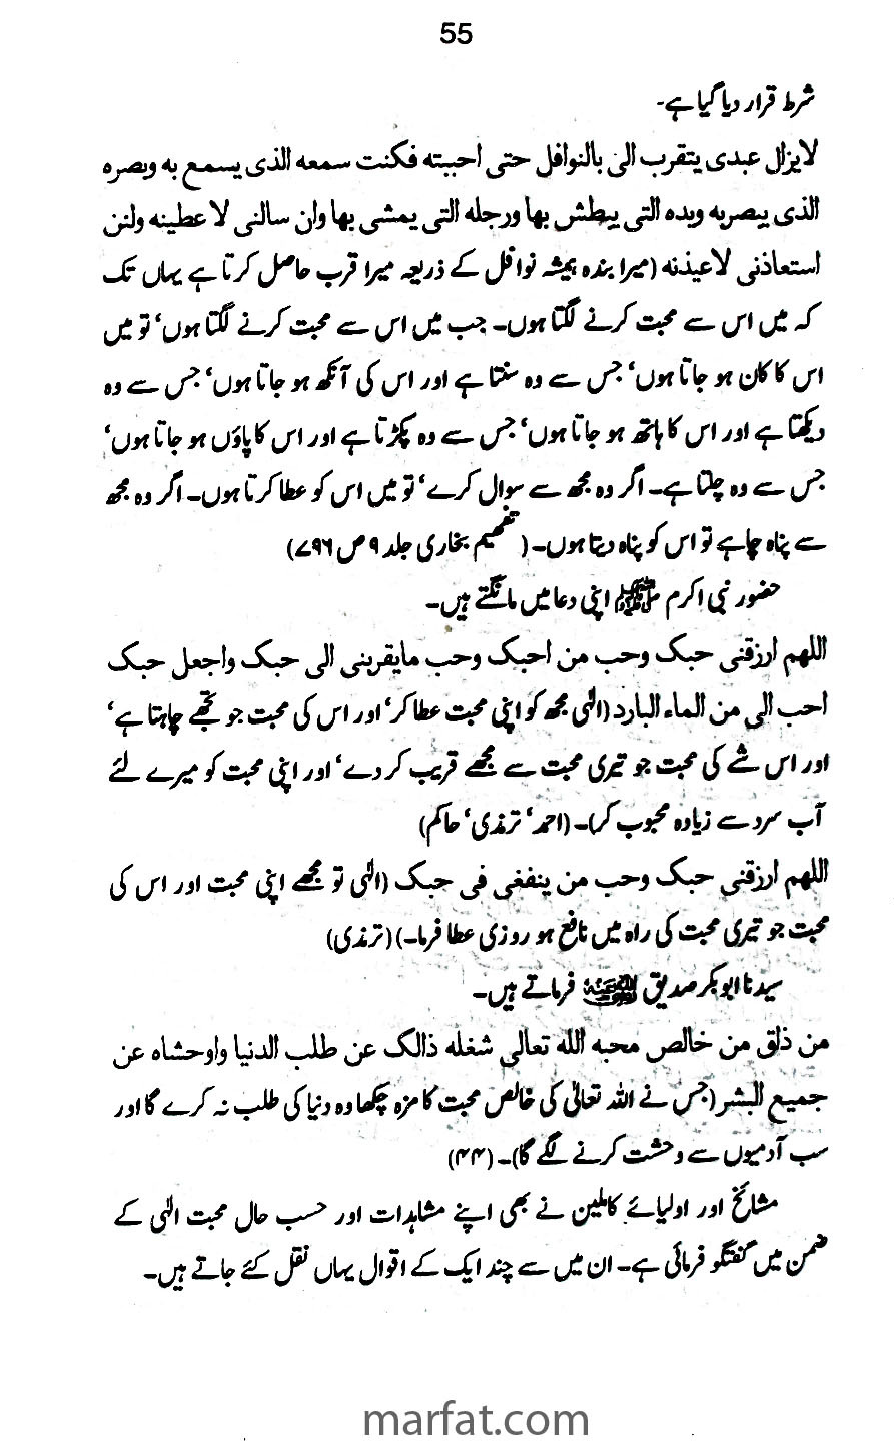 55
شرط قرار دیا گیا ہے۔
لایزال عبدی یتقرب الیٰ بالنوافل حتی احببته فکنت سمعه الذی یسمع به وبصره
الذی یبصربه ویده التی یبطش بها ورجله التی یمشی بها وان سالنی لاعطینه ولئن
استعاذنی لاعیذنه (میرا بندہ ہمیشہ نوافل کے ذریعہ میرا قرب حاصل کرتا ہے یہاں تک
کہ میں اس سے محبت کرنے لگتا ہوں۔ جب میں اس سے محبت کرنے لگتا ہوں‘ تو میں
اس کا کان ہو جاتا ہوں‘ جس سے وہ سنتا ہے اور اس کی آنکھ ہو جاتا ہوں‘ جس سے وہ
دیکھتا ہے اور اس کا ہاتھ ہو جاتا ہوں‘ جس سے وہ پکڑتا ہے اور اس کا پاؤں ہو جاتا ہوں‘
جس سے وہ چلتا ہے۔ اگر وہ مجھ سے سوال کرے‘ تو میں اس کو عطا کرتا ہوں۔ اگر وہ مجھ
سے پناہ چاہے تو اس کو پناہ دیتا ہوں۔ (تفہیم بخاری جلد ۹ ص ۷۹۶)
حضور نبی اکرم ﷺ اپنی دعا میں مانگتے ہیں۔
اللهم ارزقنی حبک وحب من احبک وحب مایقربنی الی حبک واجعل حبک
احب الی من الماء البارد (الٰہی مجھ کو اپنی محبت عطا کر‘ اور اس کی محبت جو تجھے چاہتا ہے‘
اور اس شے کی محبت جو تیری محبت سے مجھے قریب کر دے‘ اور اپنی محبت کو میرے لئے
آب سرد سے زیادہ محبوب کر)۔ (احمد‘ ترمذی‘ حاکم)
اللهم ارزقنی حبک وحب من ینفغی فی حبک (الٰہی تو مجھے اپنی محبت اور اس کی
محبت جو تیری محبت کی راہ میں نافع ہو روزی عطا فرما۔) (ترمذی)
سیدنا ابوبکر صدیق رضی اللہ عنہ فرماتے ہیں۔
من ذلق من خالص محبه الله تعالی شغله ذالک عن طلب الدنیا واوحشاه عن
جمیع البشر (جس نے اللہ تعالیٰ کی خالص محبت کا مزہ چکھا وہ دنیا کی طلب نہ کرے گا اور
سب آدمیوں سے وحشت کرنے لگے گا)۔ (۴۴)
مشائخ اور اولیائے کاملین نے بھی اپنے مشاہدات اور حسب حال محبت الٰہی کے
ضمن میں گفتگو فرمائی ہے۔ ان میں سے چند ایک کے اقوال یہاں نقل کئے جاتے ہیں۔
marfat.com